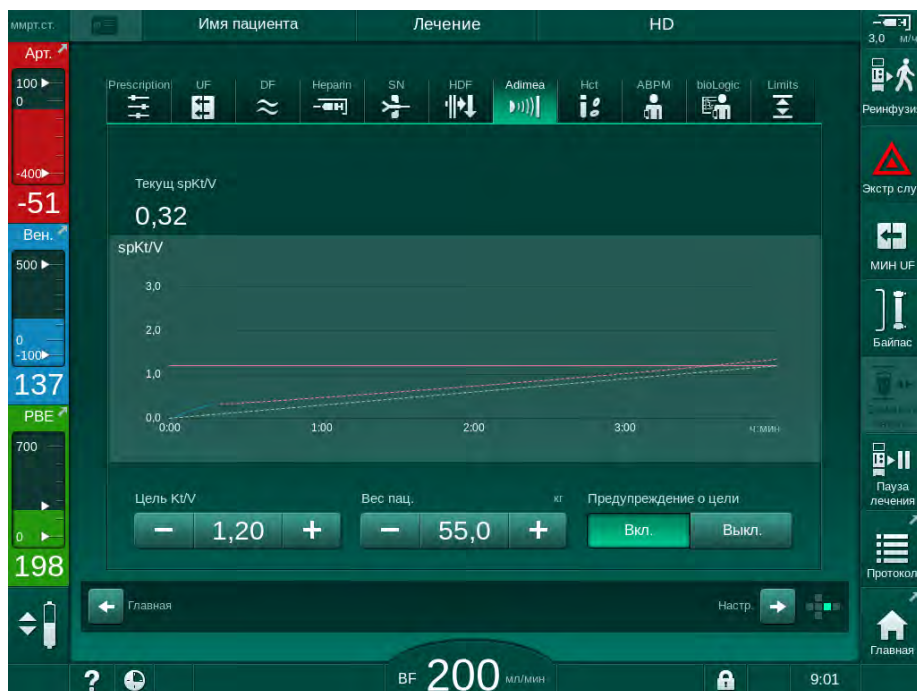 ммрт.ст.
Имя пациента
Лечение
HD
3,0 м/ч
Арт.
100
0
-400
-51
Вен.
500
0
-100
137
PBE
700
0
198
Prescription
UF
DF
Heparin
SN
HDF
Adimea
Hct
ABPM
bioLogic
Limits
Текущ spKt/V
0,32
spKt/V
3,0
2,0
1,0
0,0
0:00
1:00
2:00
3:00
ч:мин
Цель Kt/V
Вес пац.
кг
Предупреждение о цели
1,20
55,0
Вкл.
Выкл.
Главная
Настр.
Реинфузи
Экстр слу
МИН UF
Байпас
Пауза
лечения
Протокол
Главная
?
BF 200 мл/мин
9:01